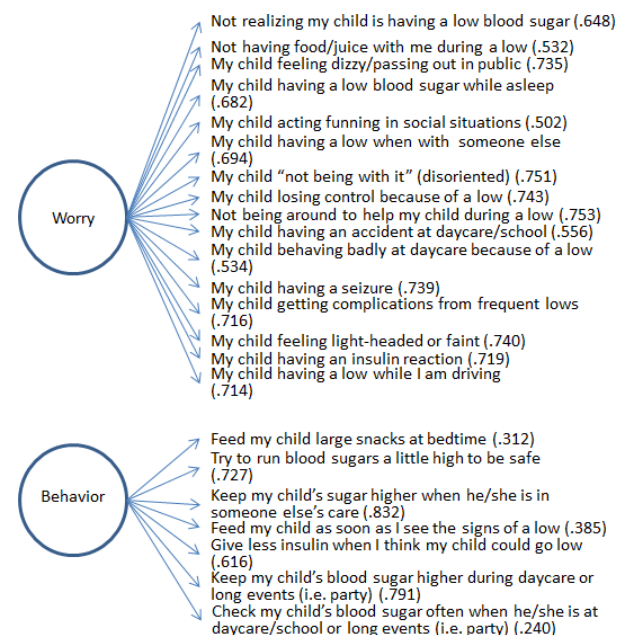 Not realizing my child is having a low blood sugar (.648)
Not having food/juice with me during a low (.532)
My child feeling dizzy/passing out in public (.735)
My child having a low blood sugar while asleep
(.682)
My child acting funning in social situations (.502)
My child having a low when with someone else
(.694)
My child “not being with it” (disoriented) (.751)
My child losing control because of a low (.743)
Worry
Not being around to help my child during a low (.753)
My child having an accident at daycare/school (.556)
My child behaving badly at daycare because of a low
(.534)
My child having a seizure (.739)
My child getting complications from frequent lows
(.716)
My child feeling light-headed or faint (.740)
My child having an insulin reaction (.719)
My child having a low while I am driving
(.714)
Feed my child large snacks at bedtime (.312)
Try to run blood sugars a little high to be safe
(.727)
Behavior
Keep my child’s sugar higher when he/she is in
someone else’s care (.832)
Feed my child as soon as I see the signs of a low (.385)
Give less insulin when I think my child could go low
(.616)
Keep my child’s blood sugar higher during daycare or
long events (i.e. party) (.791)
Check my child’s blood sugar often when he/she is at
daycare/school or long events (i.e. party) (.240)